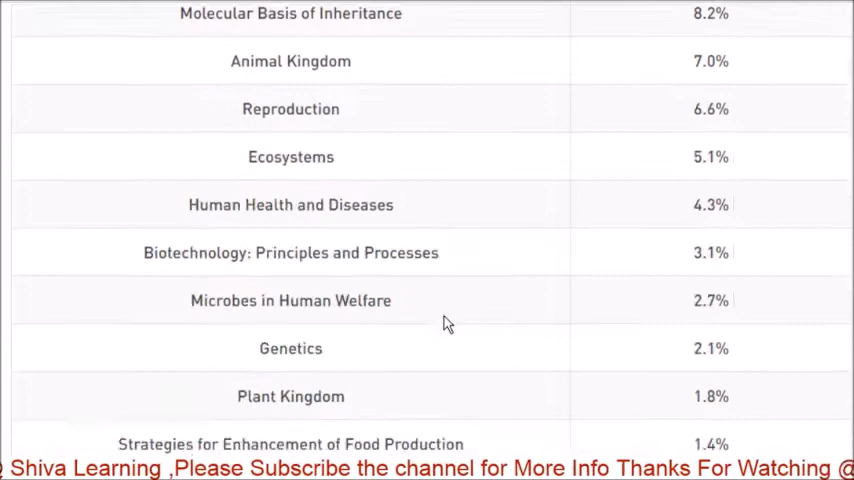 Molecular Basis of Inheritance 8.2%
Animal Kingdom 7.0%
Reproduction 6.6%
Ecosystems 5.1%
Human Health and Diseases 4.3%
Biotechnology: Principles and Processes 3.1%
Microbes in Human Welfare 2.7%
Genetics 2.1%
Plant Kingdom 1.8%
Strategies for Enhancement of Food Production 1.4%
@ Shiva Learning ,Please Subscribe the channel for More Info Thanks For Watching @